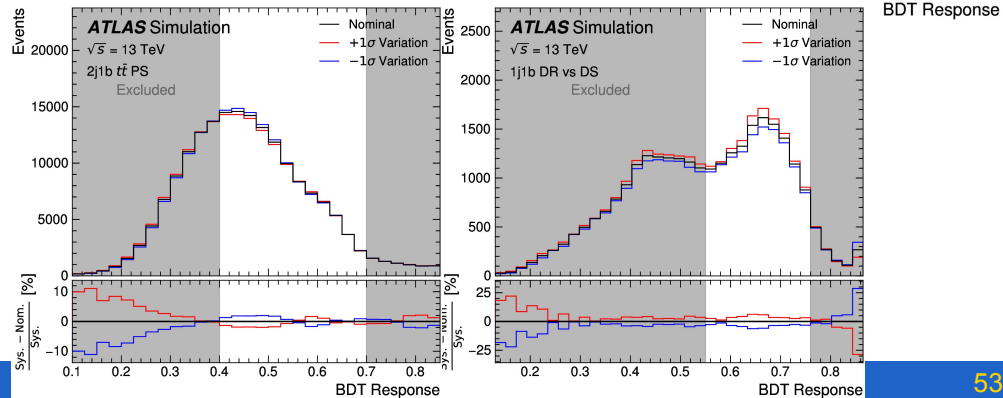 BDT Response
Events
ATLAS Simulation
√s = 13 TeV
2j1b tt̄ PS
Excluded
Nominal
+1σ Variation
−1σ Variation
20000
15000
10000
5000
0
Sys. − Nom.
Sys.
[%]
10
0
−10
0.1 0.2 0.3 0.4 0.5 0.6 0.7 0.8
BDT Response
Events
ATLAS Simulation
√s = 13 TeV
1j1b DR vs DS
Excluded
Nominal
+1σ Variation
−1σ Variation
2500
2000
1500
1000
500
0
Sys. − Nom.
Sys.
[%]
25
0
−25
0.2 0.3 0.4 0.5 0.6 0.7 0.8
BDT Response
53